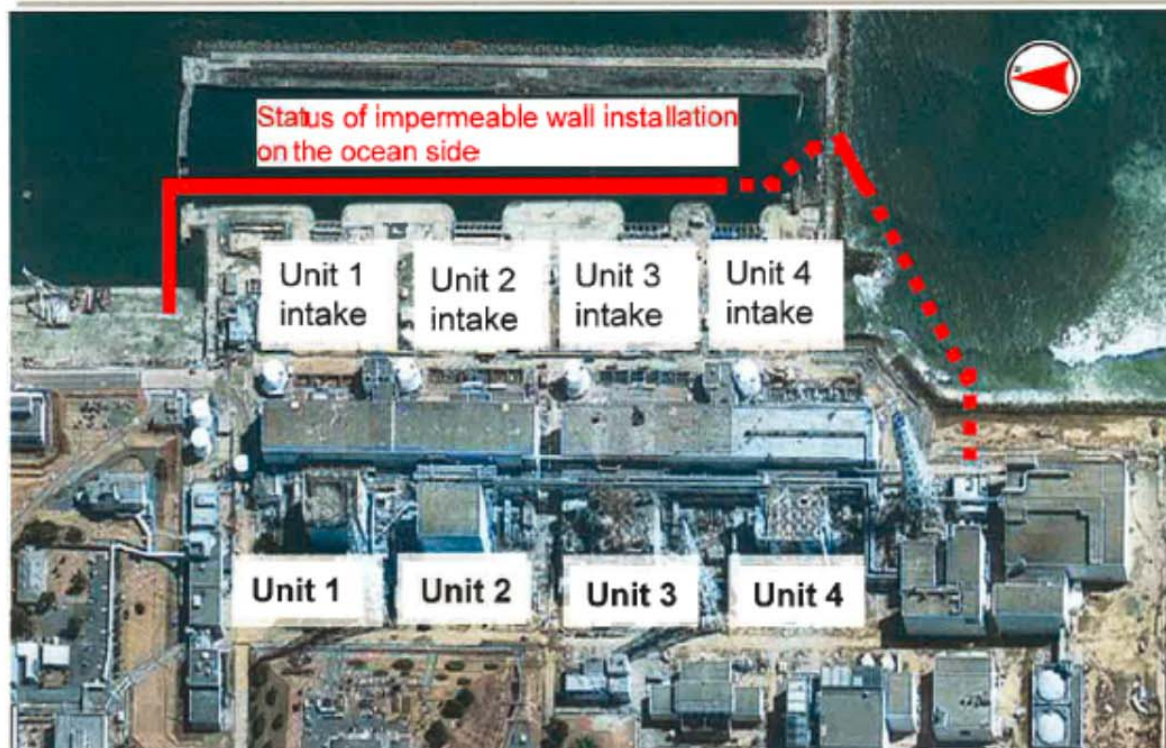 Status of impermeable wall installation
on the ocean side
Unit 1
intake
Unit 2
intake
Unit 3
intake
Unit 4
intake
Unit 1
Unit 2
Unit 3
Unit 4